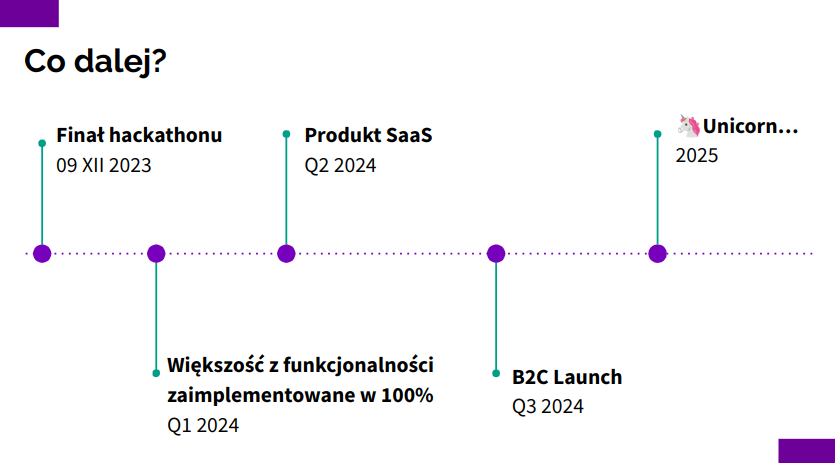 Co dalej?
Finał hackathonu
09 XII 2023
Produkt SaaS
Q2 2024
🦄Unicorn...
2025
Większość z funkcjonalności
zaimplementowane w 100%
Q1 2024
B2C Launch
Q3 2024